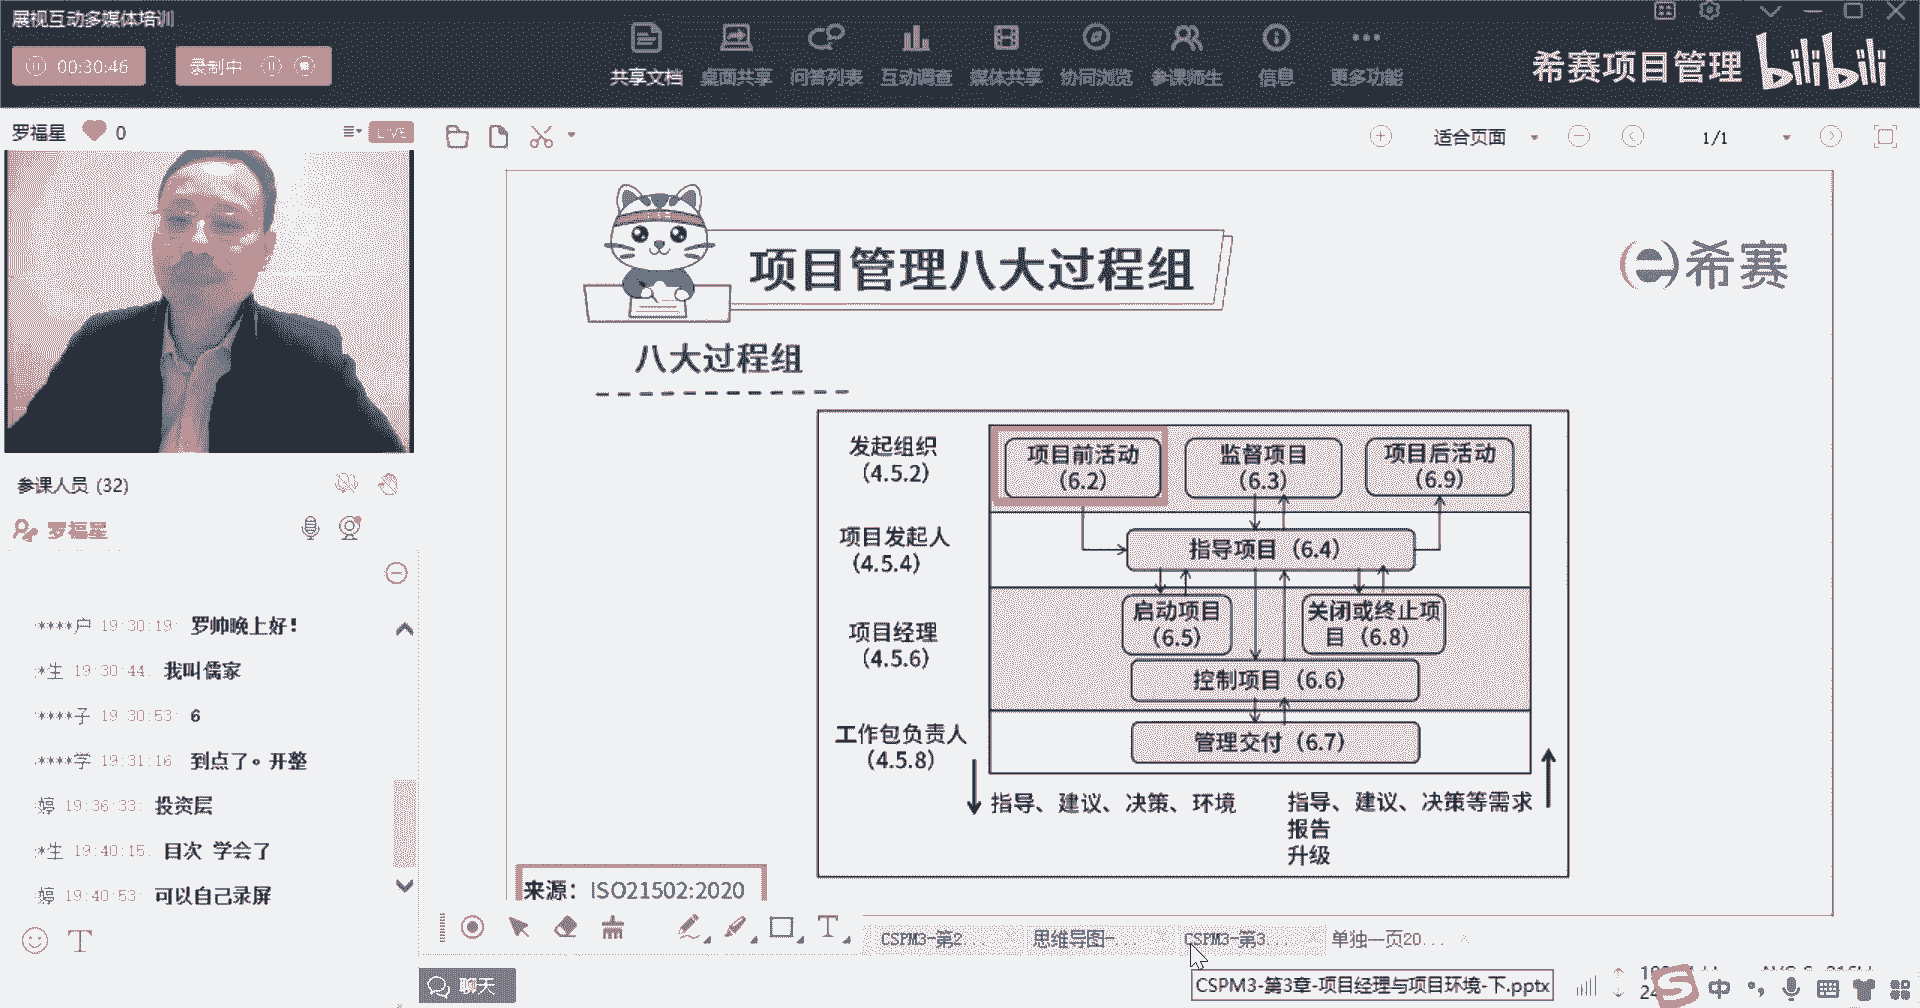 展视互动多媒体培训
00:30:46
录制中
共享文档
桌面共享
问答列表
互动调查
媒体共享
协同浏览
参课师生
信息
更多功能
希赛项目管理
bilibili
罗福星
0
LIVE
适合页面
1/1
项目管理八大过程组
希赛
八大过程组
发起组织
(4.5.2)
项目前活动
(6.2)
监督项目
(6.3)
项目后活动
(6.9)
项目发起人
(4.5.4)
指导项目 (6.4)
项目经理
(4.5.6)
启动项目
(6.5)
关闭或终止项
目 (6.8)
控制项目 (6.6)
工作包负责人
(4.5.8)
管理交付 (6.7)
指导、建议、决策、环境
指导、建议、决策等需求
报告
升级
来源：ISO21502:2020
参课人员 (32)
罗福星
****户 19:30:19 罗帅晚上好！
*生 19:30:44 我叫儒家
****子 19:30:53 6
****学 19:31:16 到点了。开整
婷 19:36:33 投资层
*生 19:40:15 目次 学会了
婷 19:40:53 可以自己录屏
CSPM3-第2...
思维导图-...
CSPM3-第3...
单独一页20...
聊天
CSPM3-第3章-项目经理与项目环境-下.pptx
中